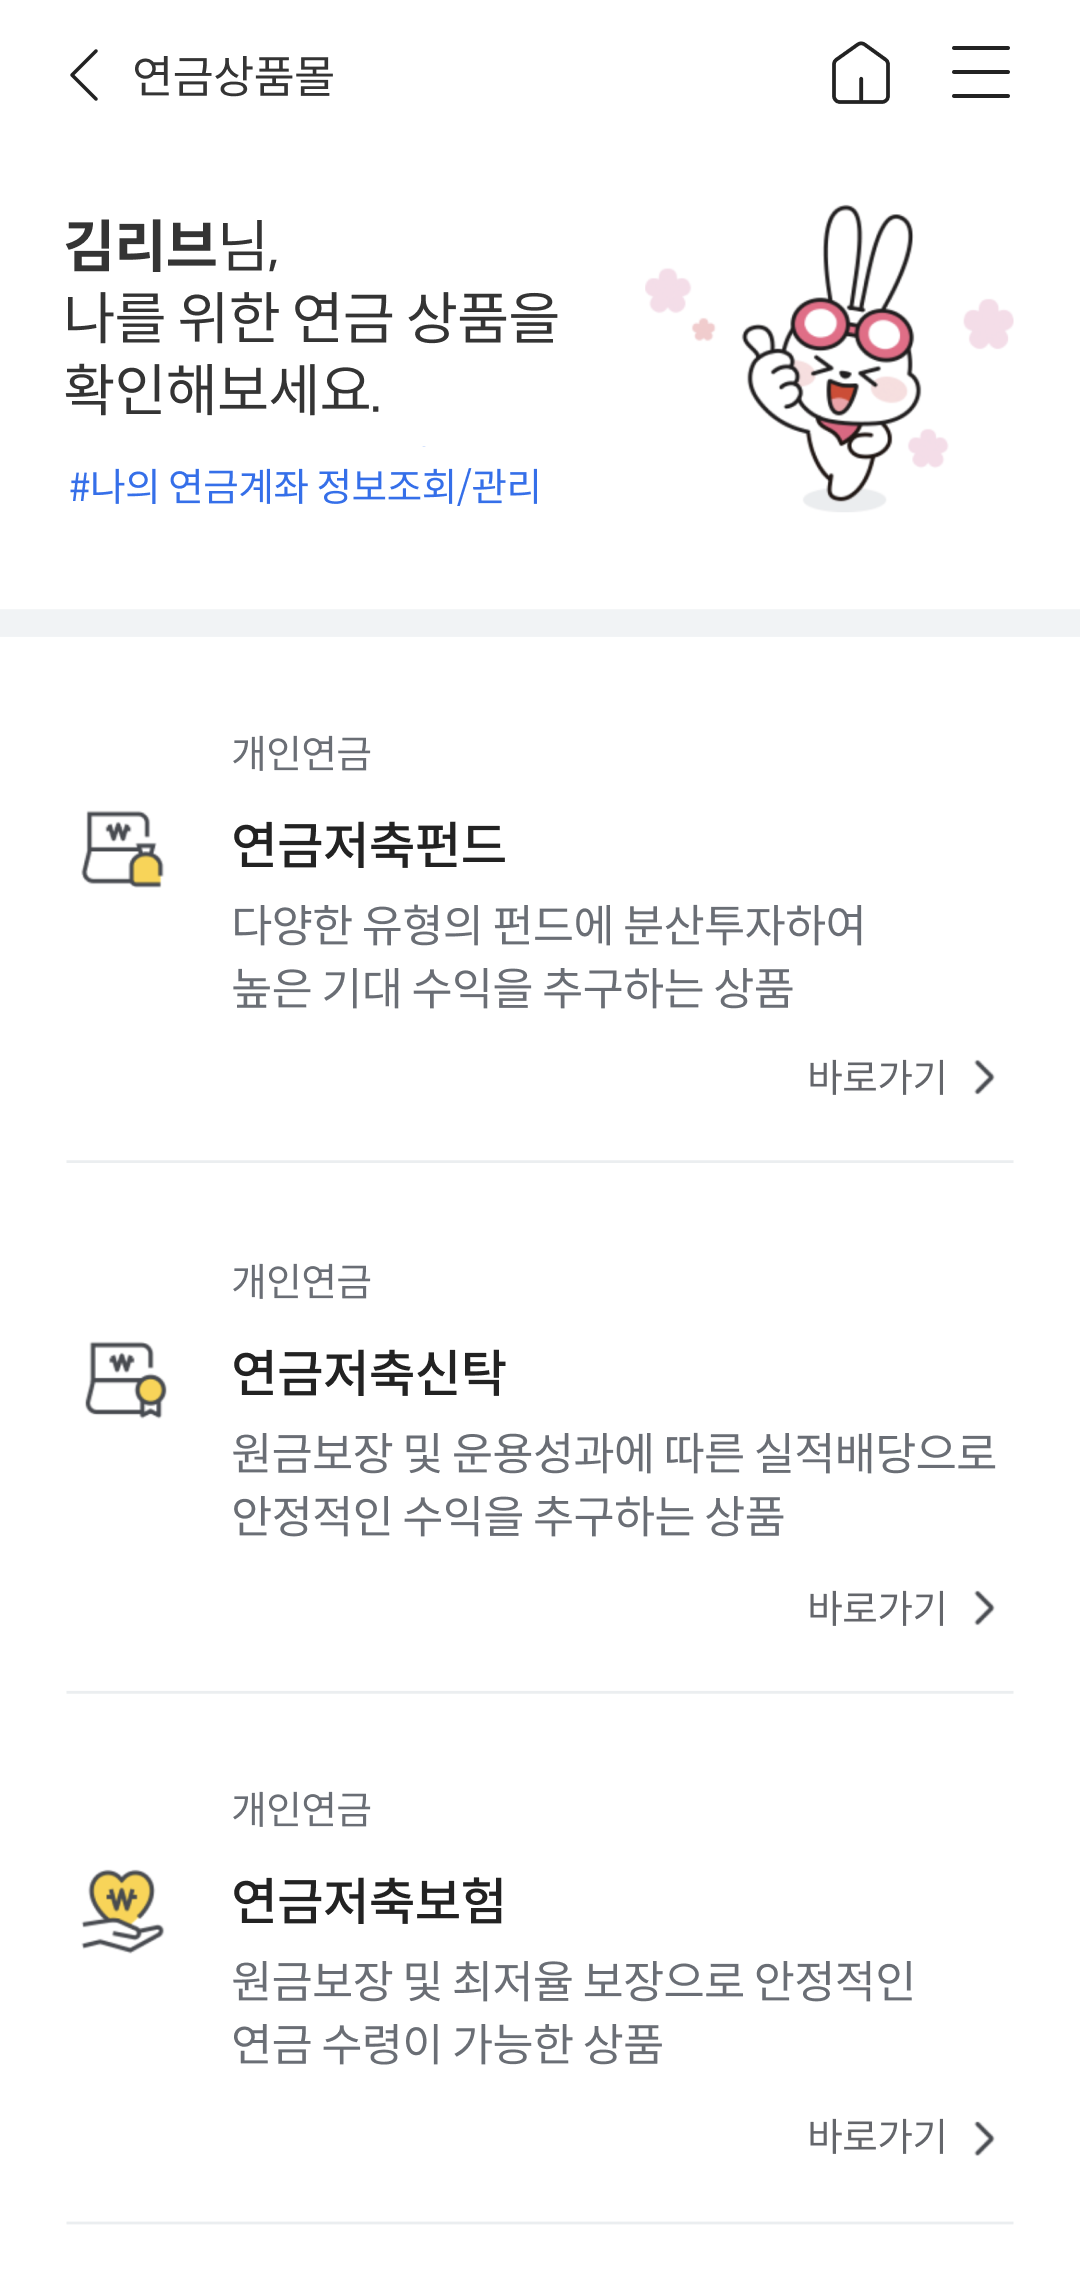 연금상품몰
김리브님,
나를 위한 연금 상품을
확인해보세요.
#나의 연금계좌 정보조회/관리
개인연금
연금저축펀드
다양한 유형의 펀드에 분산투자하여
높은 기대 수익을 추구하는 상품
바로가기
개인연금
연금저축신탁
원금보장 및 운용성과에 따른 실적배당으로
안정적인 수익을 추구하는 상품
바로가기
개인연금
연금저축보험
원금보장 및 최저율 보장으로 안정적인
연금 수령이 가능한 상품
바로가기